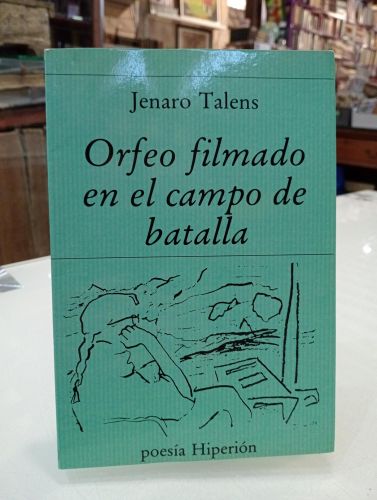 Jenaro Talens
Orfeo filmado
en el campo de
batalla
poesía Hiperión